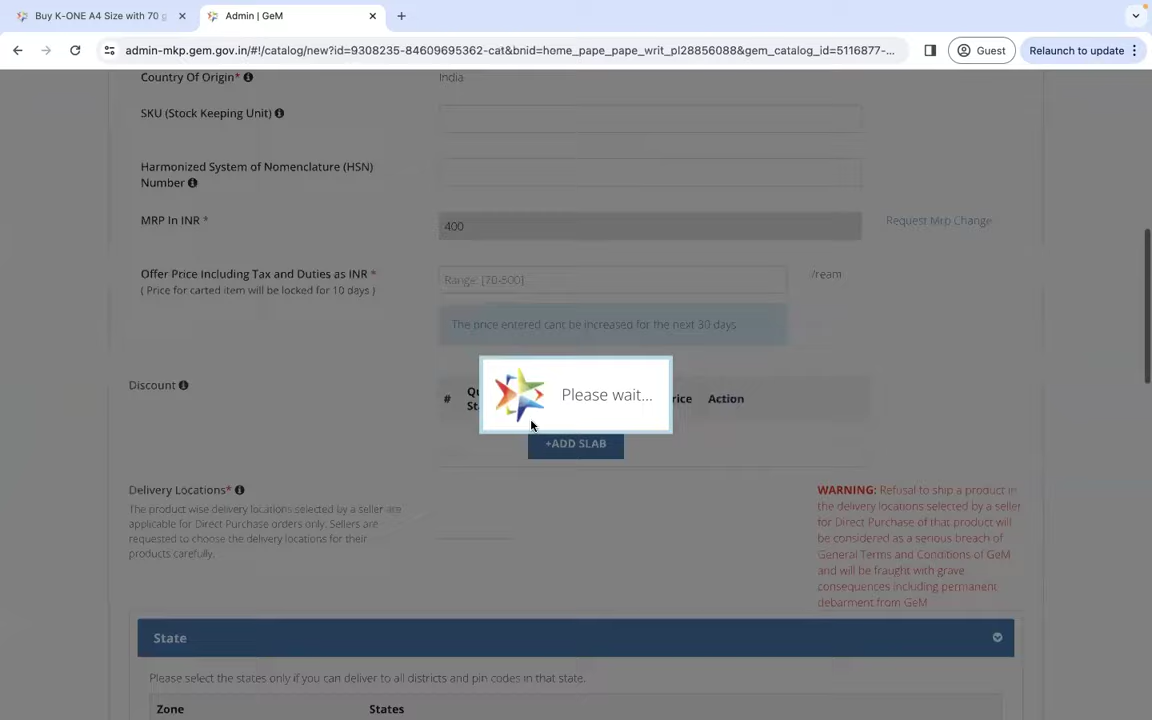 Buy K-ONE A4 Size with 70 g
Admin | GeM
admin-mkp.gem.gov.in/#!/catalog/new?id=9308235-84609695362-cat&bnid=home_pape_pape_writ_pl28856088&gem_catalog_id=5116877-...
Guest
Relaunch to update
Country Of Origin*
India
SKU (Stock Keeping Unit)
Harmonized System of Nomenclature (HSN)
Number
MRP In INR *
400
Request Mrp Change
Offer Price Including Tax and Duties as INR *
( Price for carted item will be locked for 10 days )
Range: [70-500]
/ream
The price entered cant be increased for the next 30 days
Discount
#
Action
Please wait...
+ADD SLAB
Delivery Locations*
The product wise delivery locations selected by a seller are
applicable for Direct Purchase orders only. Sellers are
requested to choose the delivery locations for their
products carefully.
WARNING: Refusal to ship a product in
the delivery locations selected by a seller
for Direct Purchase of that product will
be considered as a serious breach of
General Terms and Conditions of GeM
and will be fraught with grave
consequences including permanent
debarment from GeM
State
Please select the states only if you can deliver to all districts and pin codes in that state.
Zone
States